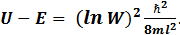 U − E = (ln W)² ℏ²/8ml².